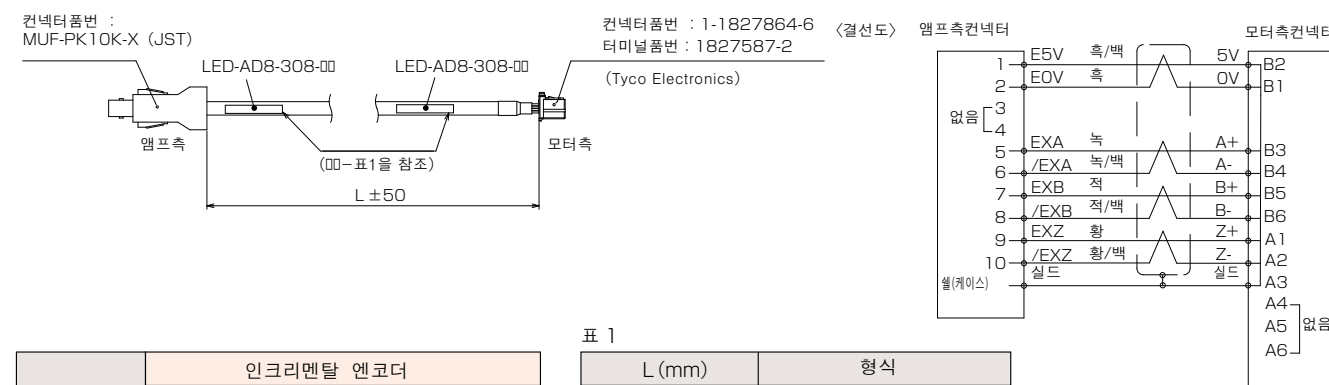 컨넥터품번 :
MUF-PK10K-X (JST)
LED-AD8-308-▯▯
LED-AD8-308-▯▯
컨넥터품번 : 1-1827864-6
터미널품번 : 1827587-2
(Tyco Electronics)
앰프측
모터측
(▯▯-표1을 참조)
L ±50
〈결선도〉
앰프측컨넥터
모터측컨넥터
1 E5V 흑/백 5V B2
2 E0V 흑 0V B1
없음
3
4
5 EXA 녹 A+ B3
6 /EXA 녹/백 A- B4
7 EXB 적 B+ B5
8 /EXB 적/백 B- B6
9 EXZ 황 Z+ A1
10 /EXZ 황/백 Z- A2
쉘(케이스) 실드 실드 A3
A4
A5 없음
A6
인크리멘탈 엔코더
표 1
L (mm) 형식